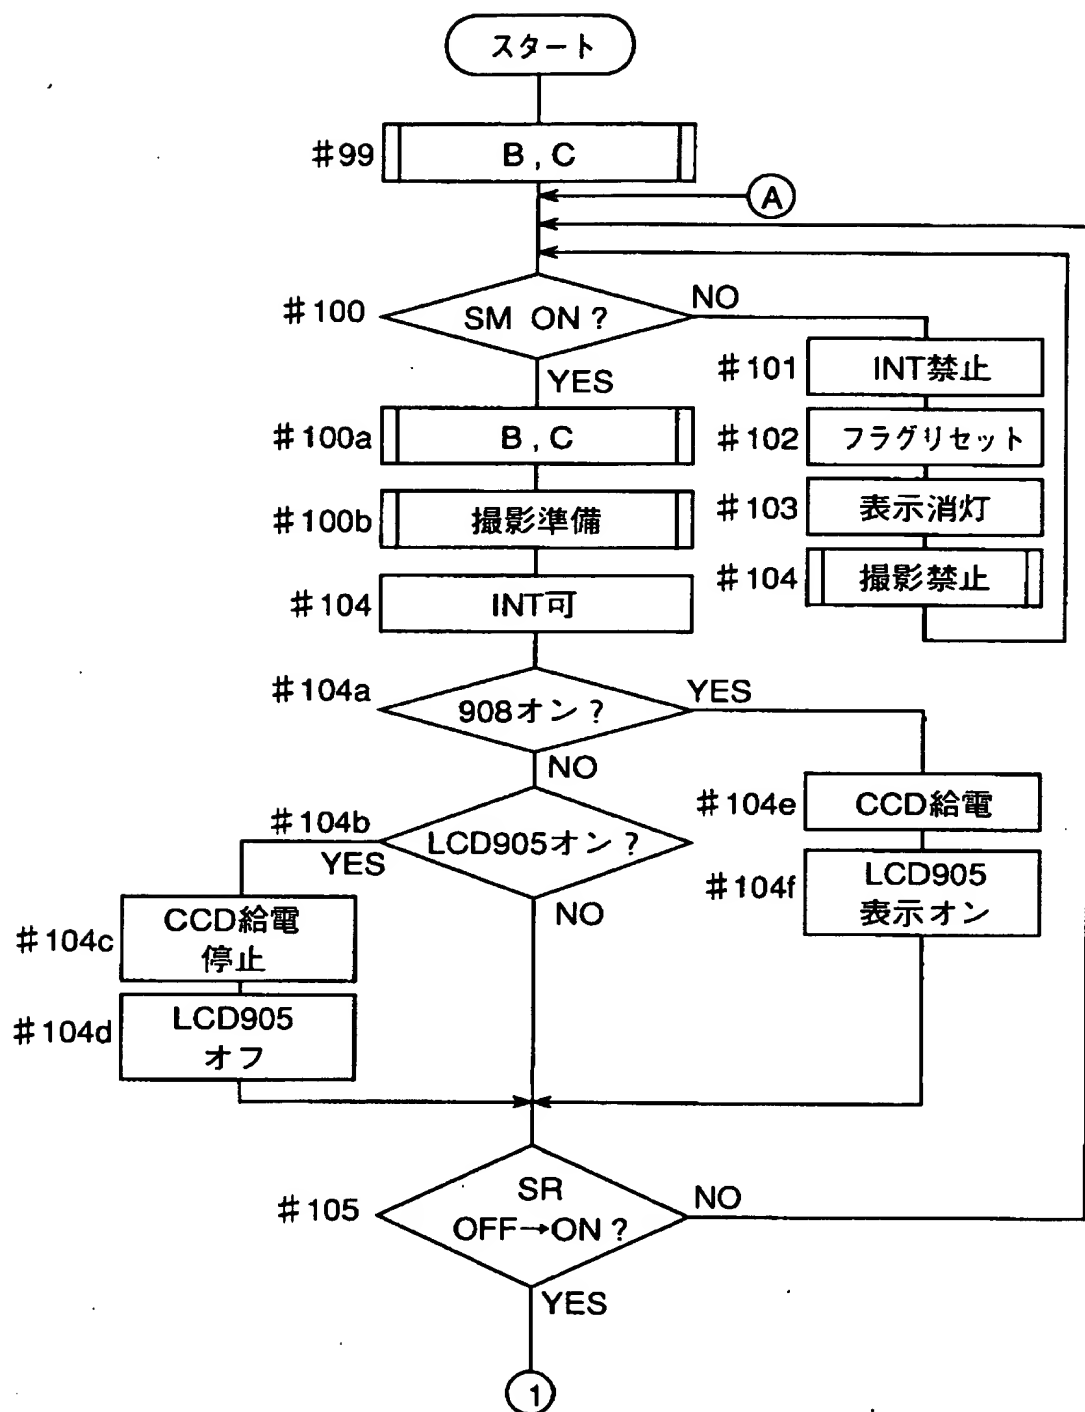 スタート
#99
B , C
A
#100
SM ON ?
NO
YES
#101
INT禁止
#100a
B , C
#102
フラグリセット
#100b
撮影準備
#103
表示消灯
#104
INT可
#104
撮影禁止
#104a
908オン ?
YES
NO
#104b
LCD905オン ?
YES
NO
#104e
CCD給電
#104f
LCD905
表示オン
#104c
CCD給電
停止
#104d
LCD905
オフ
#105
SR
OFF→ON ?
NO
YES
1